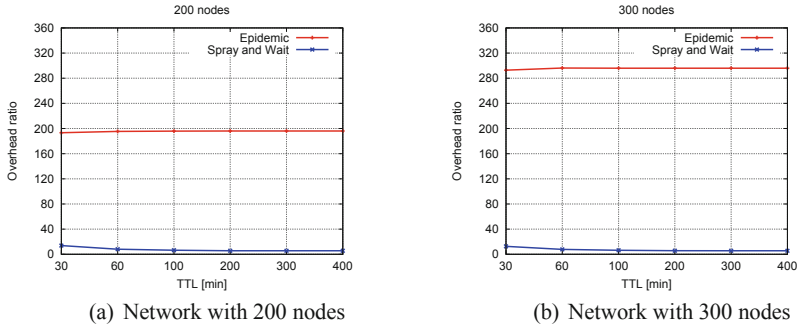 200 nodes
360
320
280
240
200
160
120
80
40
0
Overhead ratio
Epidemic
Spray and Wait
30 60 100 200 300 400
TTL [min]
(a) Network with 200 nodes
300 nodes
360
320
280
240
200
160
120
80
40
0
Overhead ratio
Epidemic
Spray and Wait
30 60 100 200 300 400
TTL [min]
(b) Network with 300 nodes